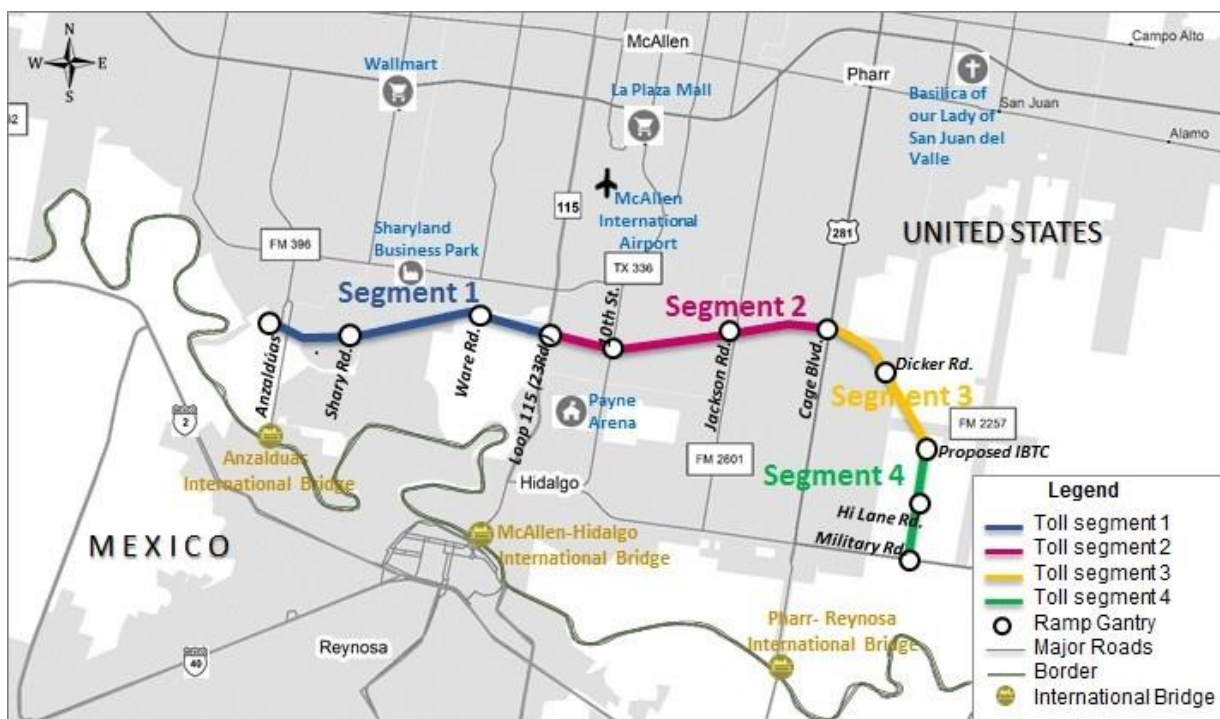 N
W E
S
McAllen
Campo Alto
Wallmart
La Plaza Mall
Pharr
Basilica of
our Lady of
San Juan del
Valle
San Juan
Alamo
115
McAllen
International
Airport
281
UNITED STATES
FM 396
Sharyland
Business Park
TX 336
Segment 1
Segment 2
Anzaldúas
Shary Rd.
Ware Rd.
Loop 115 (23Rd)
10th St.
Jackson Rd.
Cage Blvd.
Dicker Rd.
Segment 3
Payne
Arena
FM 2257
2
Proposed IBTC
Anzalduas
International Bridge
FM 2601
Segment 4
Hidalgo
Hi Lane Rd.
Military Rd.
MEXICO
McAllen-Hidalgo
International Bridge
Pharr- Reynosa
International Bridge
Reynosa
40
Legend
Toll segment 1
Toll segment 2
Toll segment 3
Toll segment 4
Ramp Gantry
Major Roads
Border
International Bridge